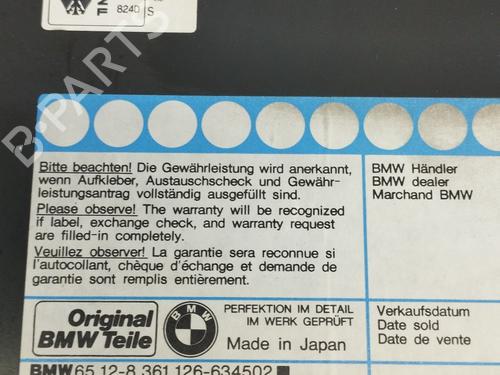 824D S
B-PARTS
Bitte beachten! Die Gewährleistung wird anerkannt,
wenn Aufkleber, Austauschscheck und Gewähr-
leistungsantrag vollständig ausgefüllt sind.
Please observe! The warranty will be recognized
if label, exchange check, and warranty request
are filled-in completely.
Veuillez observer! La garantie sera reconnue si
l'autocollant, chèque d'échange et demande de
garantie sont remplis entièrement.
BMW Händler
BMW dealer
Marchand BMW
Original
BMW Teile
BMW
PERFEKTION IM DETAIL
IM WERK GEPRÜFT
Made in Japan
Verkaufsdatum
Date sold
Date de vente
BMW 65.12-8 361 126-634502